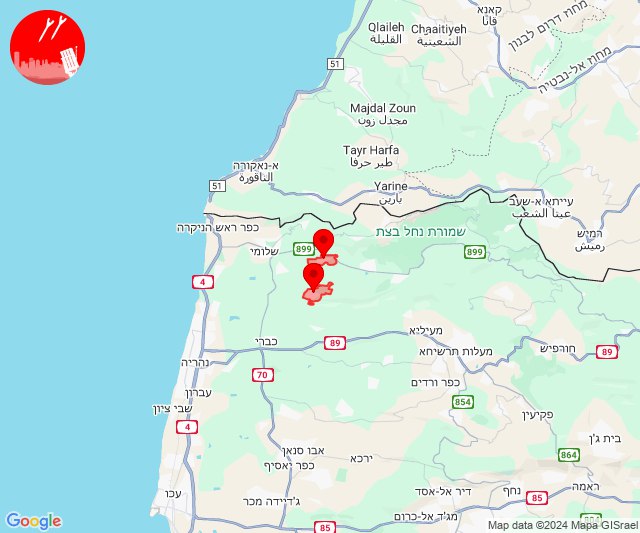 קאנא
قانا
מחוז דרום לבנון
Qlaileh
القليلة
Chaaitiyeh
الشعيتية
51
מחוז אל-נבטיה
Majdal Zoun
مجدل زون
Tayr Harfa
طير حرفا
א-נאקורה
الناقورة
51
Yarine
يارين
עייתא א-שעב
عيتا الشعب
רמיש
رميش
כפר ראש הניקרה
שמורת נחל בצת
899
שלומי
899
4
כברי
89
מעיליא
נהריה
מעלות תרשיחא
חורפיש
89
70
כפר ורדים
עברון
854
שבי ציון
פקיעין
4
בית ג'ן
אבו סנאן
864
ירכא
כפר יאסיף
ראמה
עכו
דיר אל-אסד
נחף
ג'דיידה מכר
85
85
מג'ד אל-כרום
Google
Map data ©2024 Mapa GISrael